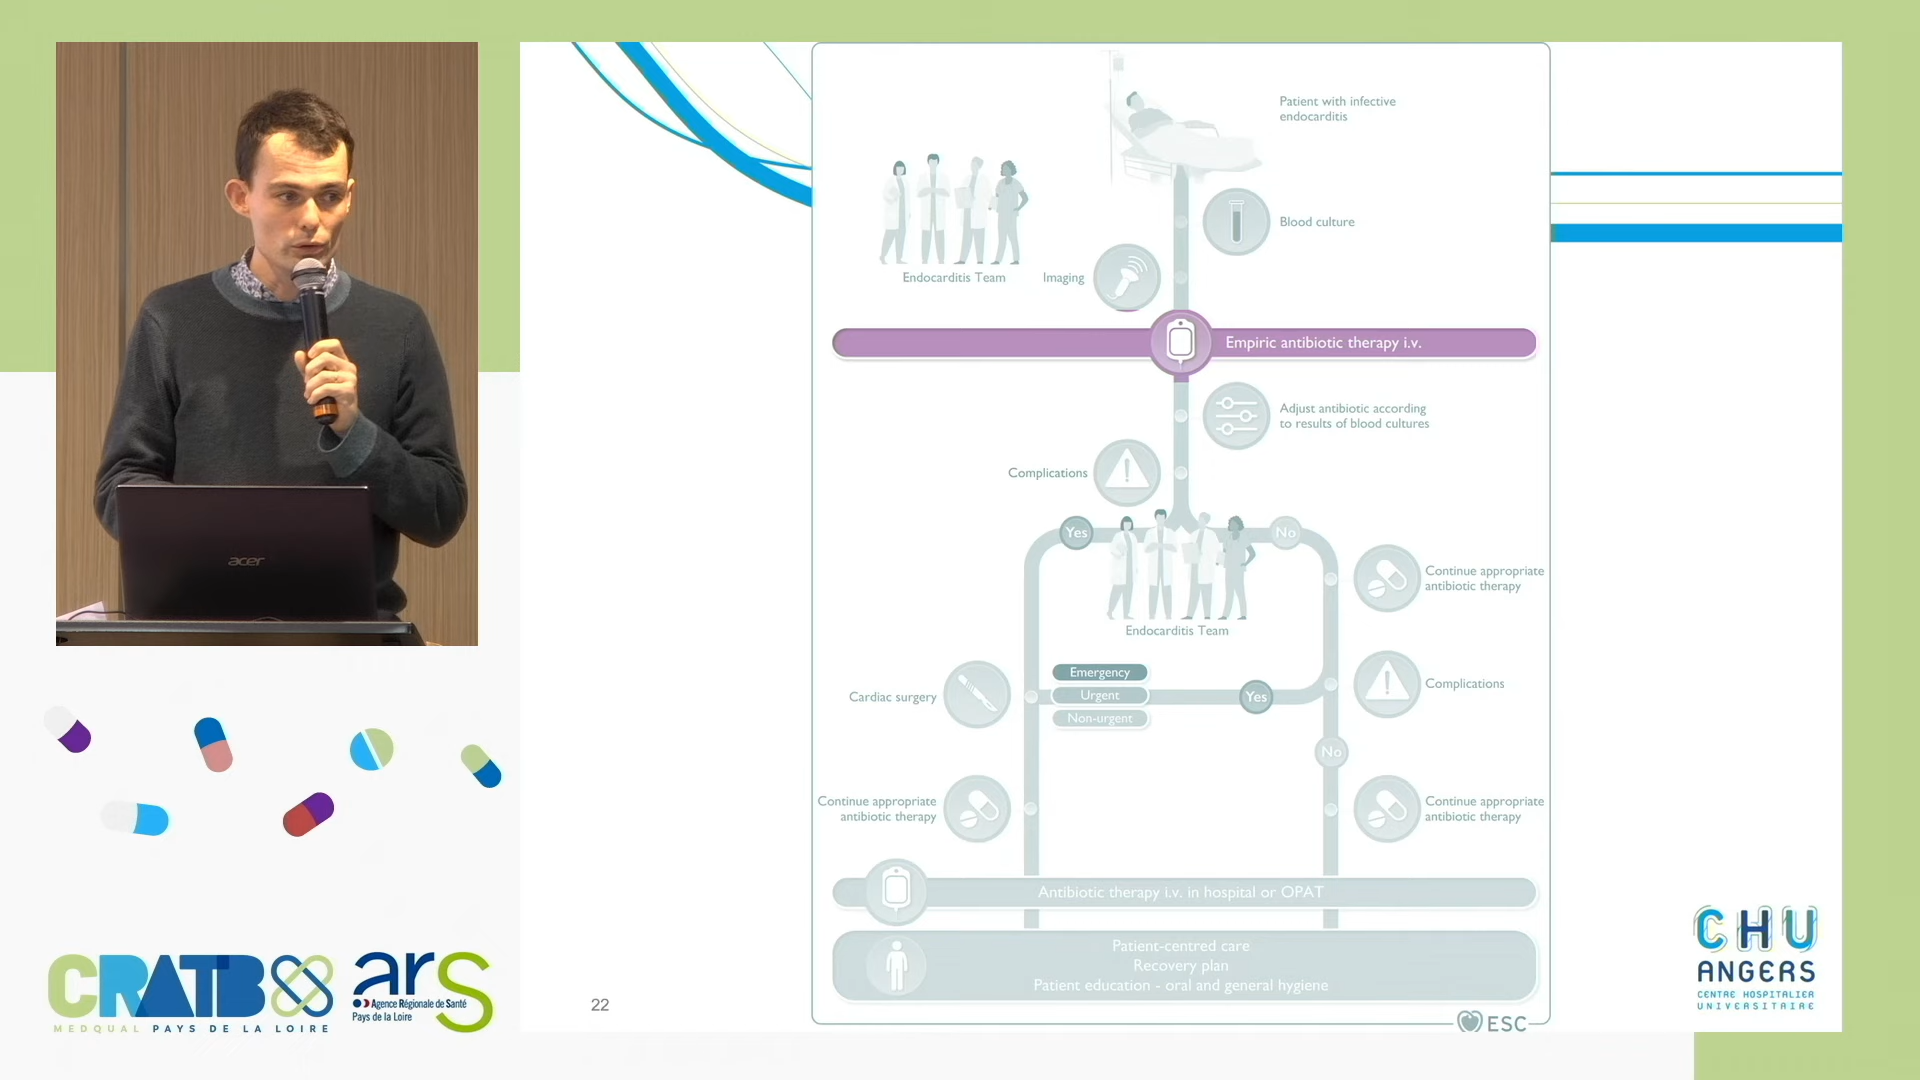 acer
CRATB
MEDQUAL PAYS DE LA LOIRE
ars
Agence Régionale de Santé
Pays de la Loire
Patient with infective
endocarditis
Blood culture
Endocarditis Team
Imaging
Empiric antibiotic therapy i.v.
Adjust antibiotic according
to results of blood cultures
Complications
Yes
No
Continue appropriate
antibiotic therapy
Endocarditis Team
Emergency
Urgent
Non-urgent
Cardiac surgery
Yes
Complications
No
Continue appropriate
antibiotic therapy
Continue appropriate
antibiotic therapy
Antibiotic therapy i.v. in hospital or OPAT
Patient-centred care
Recovery plan
Patient education - oral and general hygiene
ESC
22
CHU
ANGERS
CENTRE HOSPITALIER
UNIVERSITAIRE